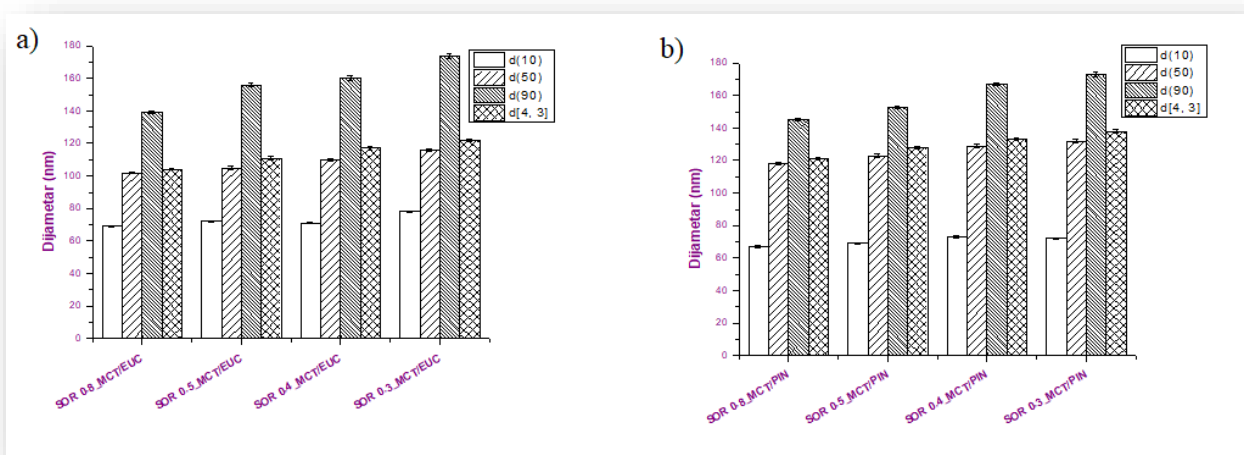 a)
180
160
140
120
100
80
60
40
20
0
Dijametar (nm)
d(10)
d(50)
d(90)
d[4, 3]
SOR 0.8_MCT/EUC
SOR 0.5_MCT/EUC
SOR 0.4_MCT/EUC
SOR 0.3_MCT/EUC
b)
180
160
140
120
100
80
60
40
20
0
Dijametar (nm)
d(10)
d(50)
d(90)
d[4, 3]
SOR 0.8_MCT/PIN
SOR 0.5_MCT/PIN
SOR 0.4_MCT/PIN
SOR 0.3_MCT/PIN